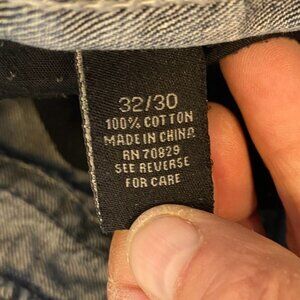 32/30
100% COTTON
MADE IN CHINA
RN 70829
SEE REVERSE
FOR CARE